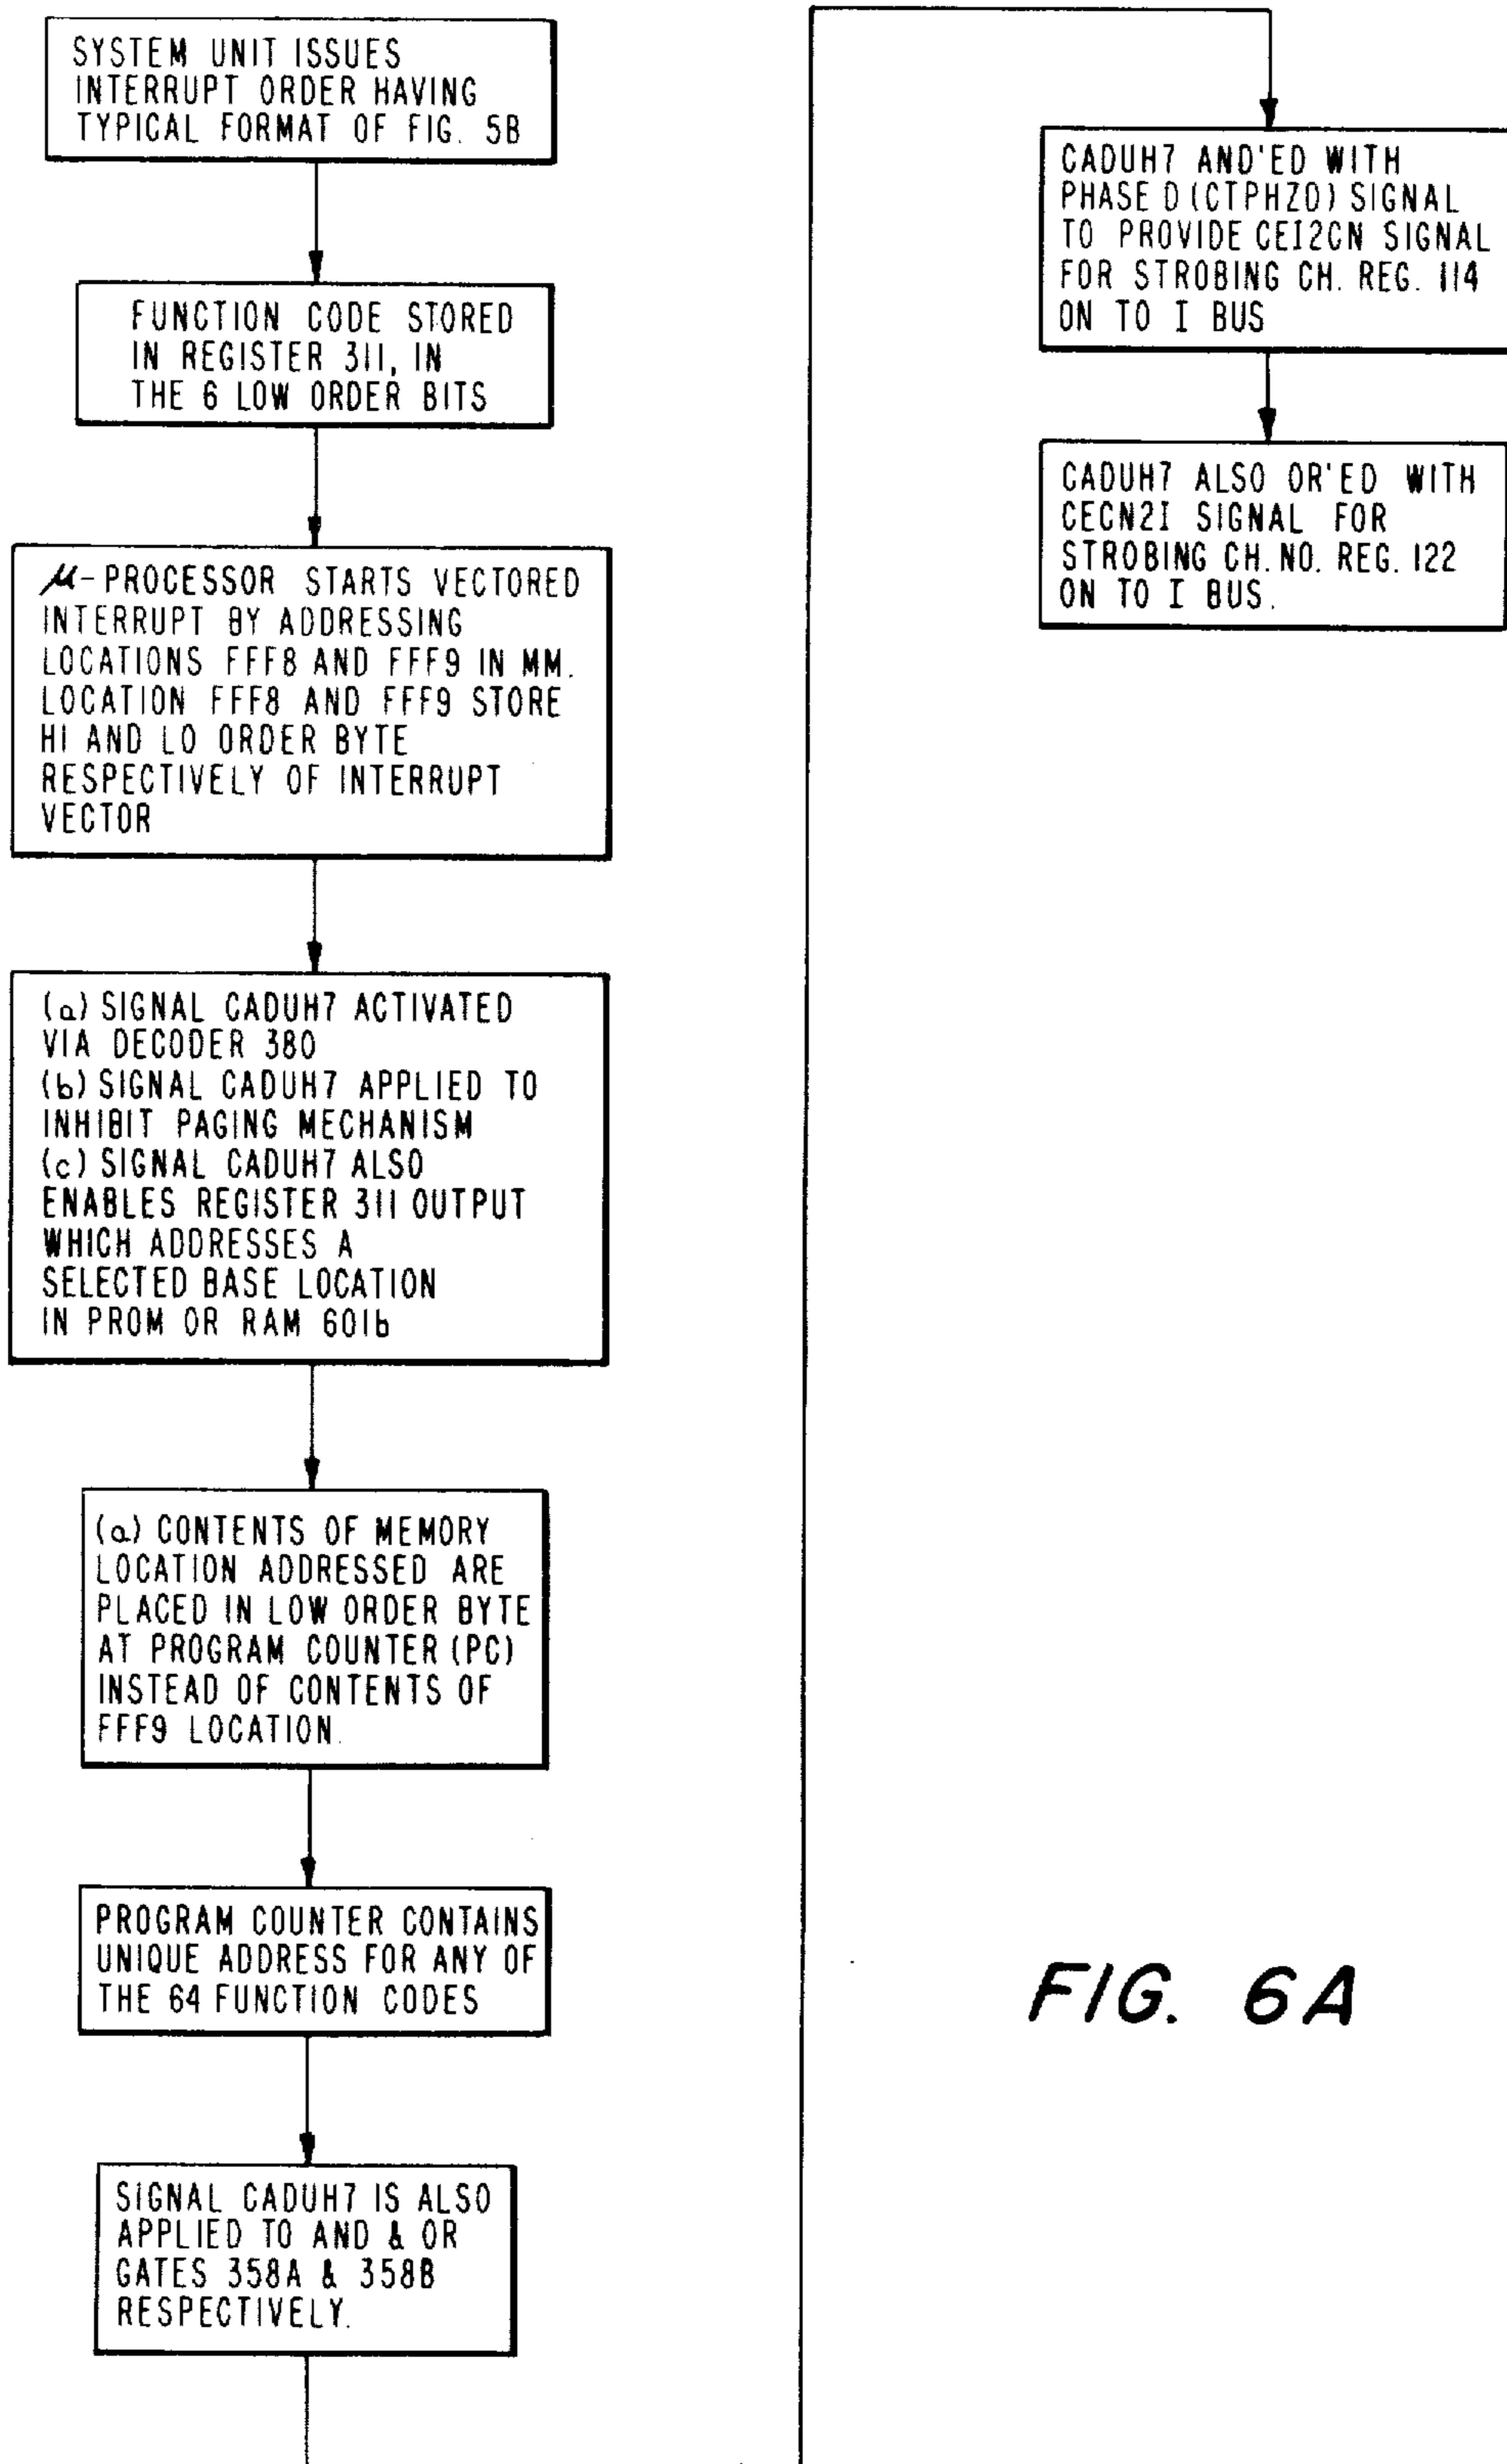 SYSTEM UNIT ISSUES
INTERRUPT ORDER HAVING
TYPICAL FORMAT OF FIG. 5B
FUNCTION CODE STORED
IN REGISTER 311, IN
THE 6 LOW ORDER BITS
μ-PROCESSOR STARTS VECTORED
INTERRUPT BY ADDRESSING
LOCATIONS FFF8 AND FFF9 IN MM.
LOCATION FFF8 AND FFF9 STORE
HI AND LO ORDER BYTE
RESPECTIVELY OF INTERRUPT
VECTOR
(a) SIGNAL CADUH7 ACTIVATED
VIA DECODER 380
(b) SIGNAL CADUH7 APPLIED TO
INHIBIT PAGING MECHANISM
(c) SIGNAL CADUH7 ALSO
ENABLES REGISTER 311 OUTPUT
WHICH ADDRESSES A
SELECTED BASE LOCATION
IN PROM OR RAM 601b
(a) CONTENTS OF MEMORY
LOCATION ADDRESSED ARE
PLACED IN LOW ORDER BYTE
AT PROGRAM COUNTER (PC)
INSTEAD OF CONTENTS OF
FFF9 LOCATION.
PROGRAM COUNTER CONTAINS
UNIQUE ADDRESS FOR ANY OF
THE 64 FUNCTION CODES
SIGNAL CADUH7 IS ALSO
APPLIED TO AND & OR
GATES 358A & 358B
RESPECTIVELY.
CADUH7 AND'ED WITH
PHASE D (CTPHZD) SIGNAL
TO PROVIDE CEI2CN SIGNAL
FOR STROBING CH. REG. 114
ON TO I BUS
CADUH7 ALSO OR'ED WITH
CECN2I SIGNAL FOR
STROBING CH. NO. REG. 122
ON TO I BUS.
FIG. 6A